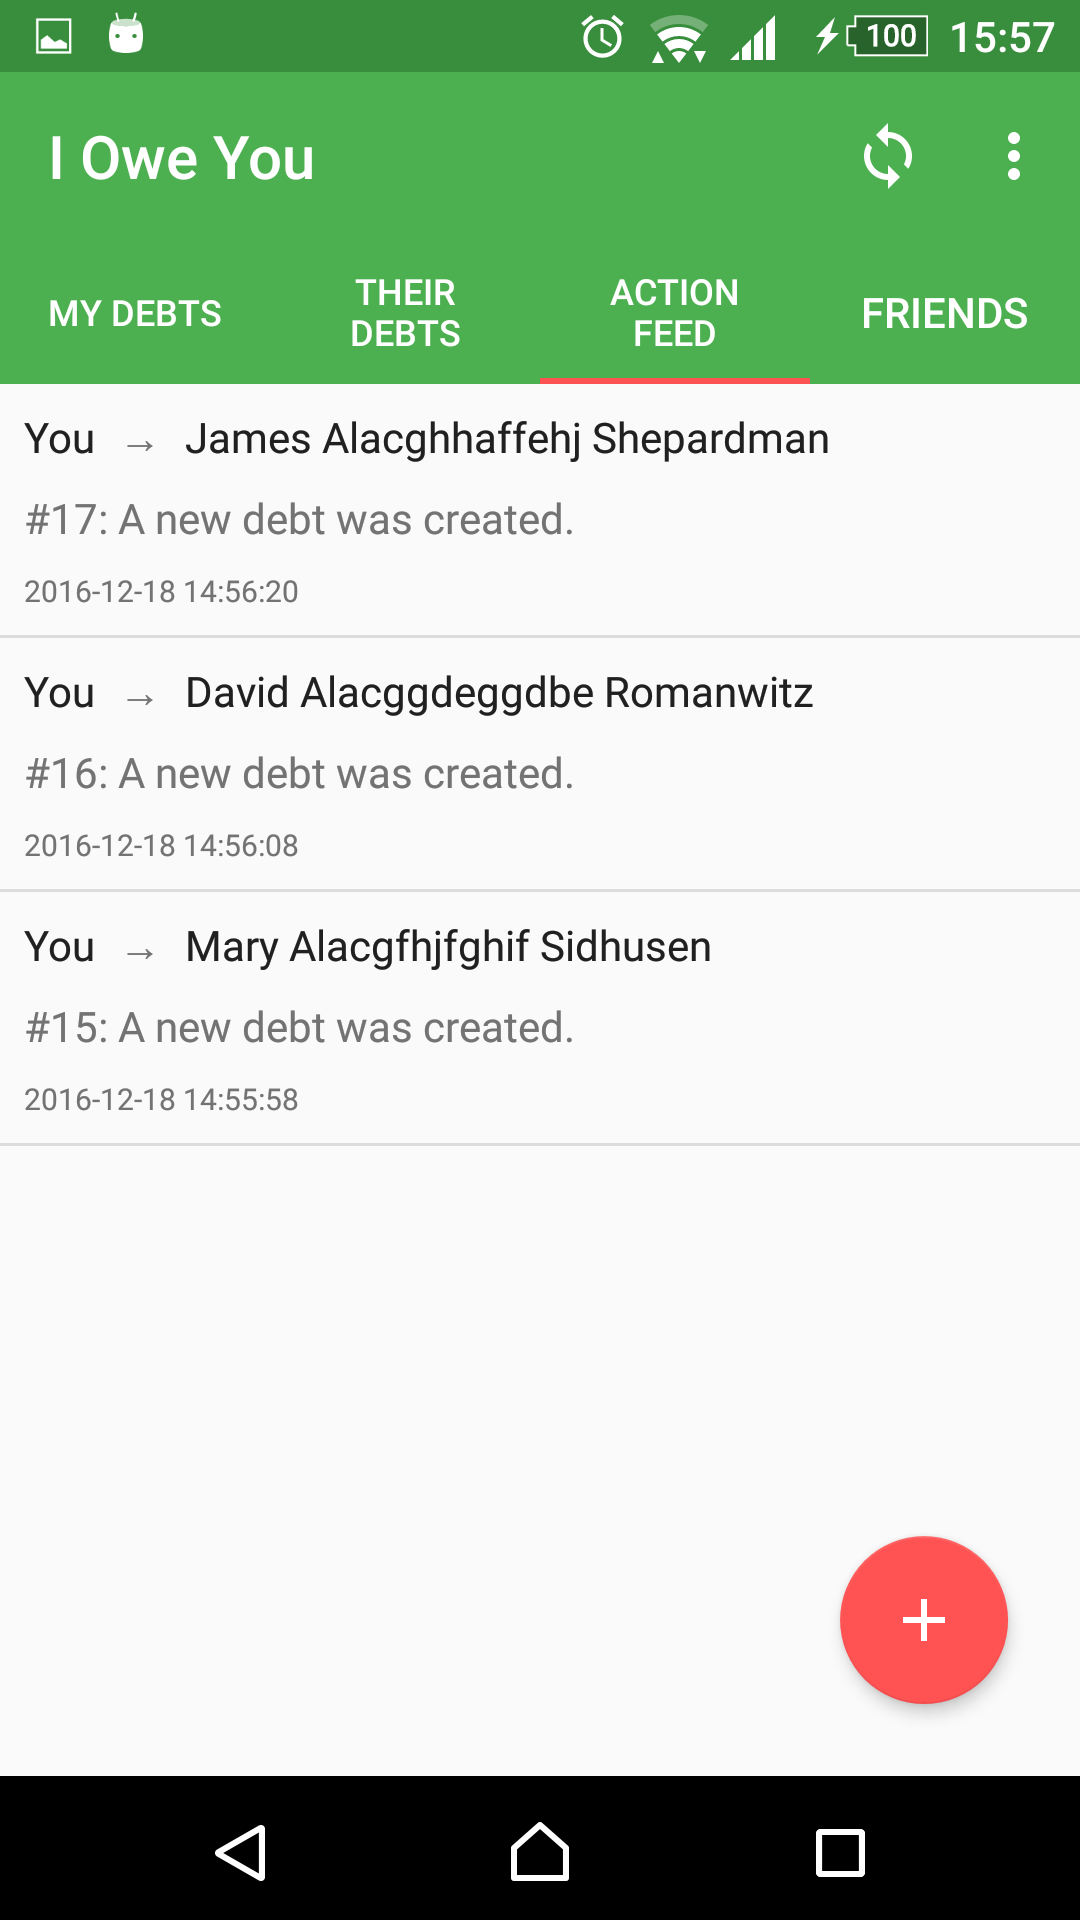 100 15:57
I Owe You
MY DEBTS
THEIR
DEBTS
ACTION
FEED
FRIENDS
You → James Alacghhaffehj Shepardman
#17: A new debt was created.
2016-12-18 14:56:20
You → David Alacggdeggdbe Romanwitz
#16: A new debt was created.
2016-12-18 14:56:08
You → Mary Alacgfhjfghif Sidhusen
#15: A new debt was created.
2016-12-18 14:55:58